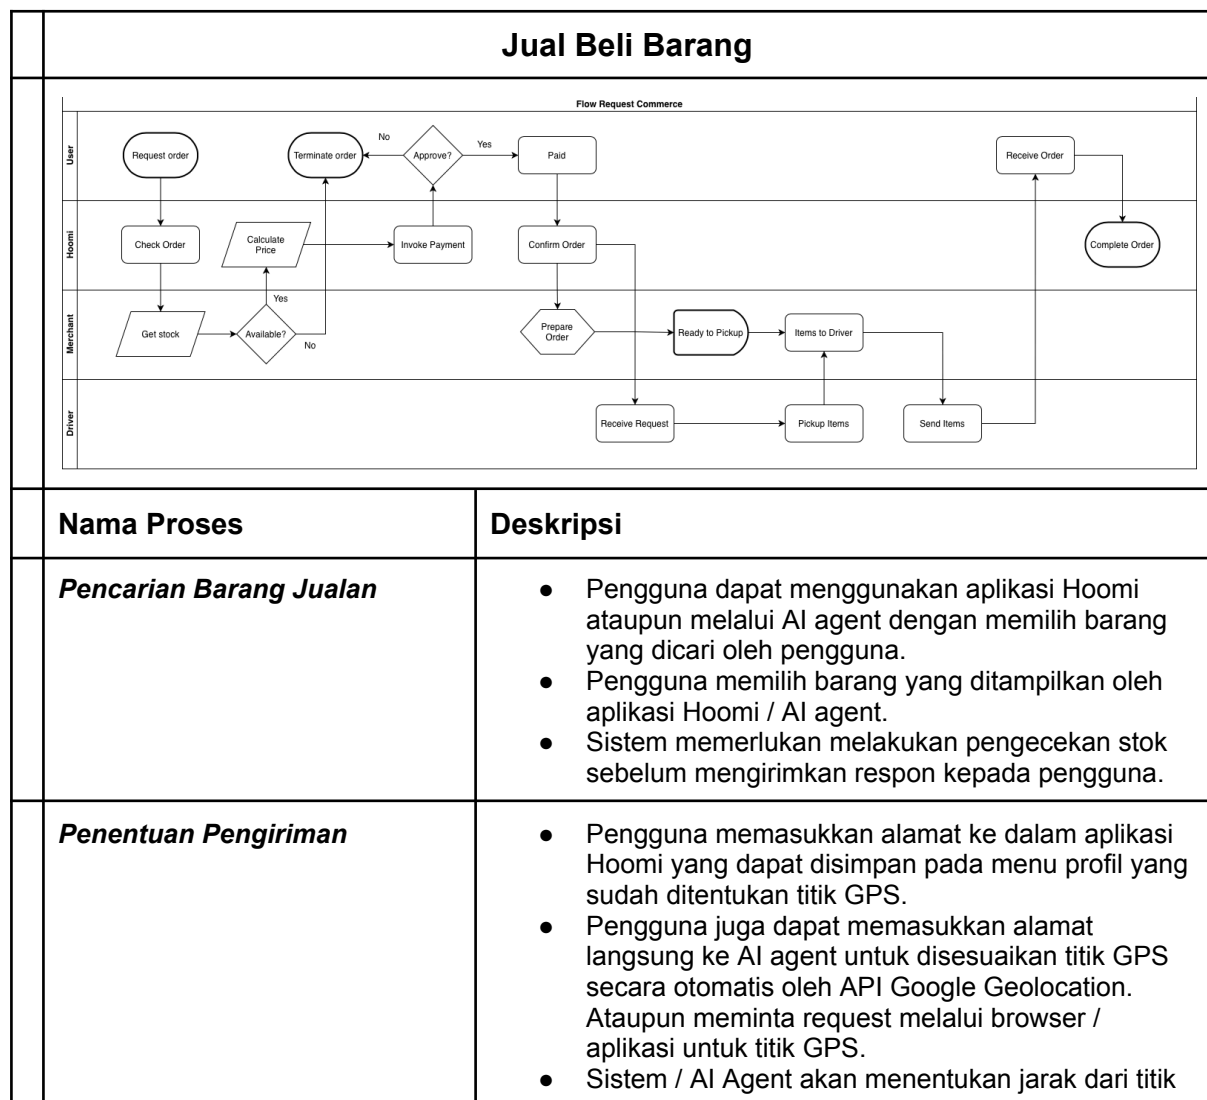 Jual Beli Barang
Flow Request Commerce
User
Request order
Terminate order
No
Approve?
Yes
Paid
Receive Order
Hoomi
Check Order
Calculate
Price
Invoke Payment
Confirm Order
Complete Order
Merchant
Get stock
Available?
Yes
No
Prepare
Order
Ready to Pickup
Items to Driver
Driver
Receive Request
Pickup Items
Send Items
Nama Proses
Deskripsi
Pencarian Barang Jualan
● Pengguna dapat menggunakan aplikasi Hoomi
ataupun melalui AI agent dengan memilih barang
yang dicari oleh pengguna.
● Pengguna memilih barang yang ditampilkan oleh
aplikasi Hoomi / AI agent.
● Sistem memerlukan melakukan pengecekan stok
sebelum mengirimkan respon kepada pengguna.
Penentuan Pengiriman
● Pengguna memasukkan alamat ke dalam aplikasi
Hoomi yang dapat disimpan pada menu profil yang
sudah ditentukan titik GPS.
● Pengguna juga dapat memasukkan alamat
langsung ke AI agent untuk disesuaikan titik GPS
secara otomatis oleh API Google Geolocation.
Ataupun meminta request melalui browser /
aplikasi untuk titik GPS.
● Sistem / AI Agent akan menentukan jarak dari titik